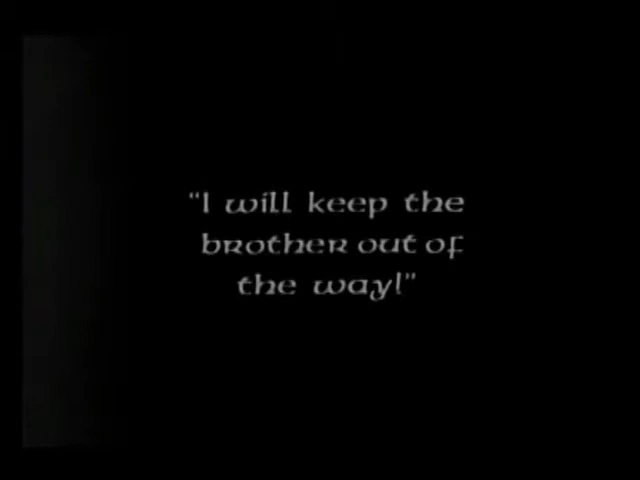 "I will keep the
brother out of
the way!"